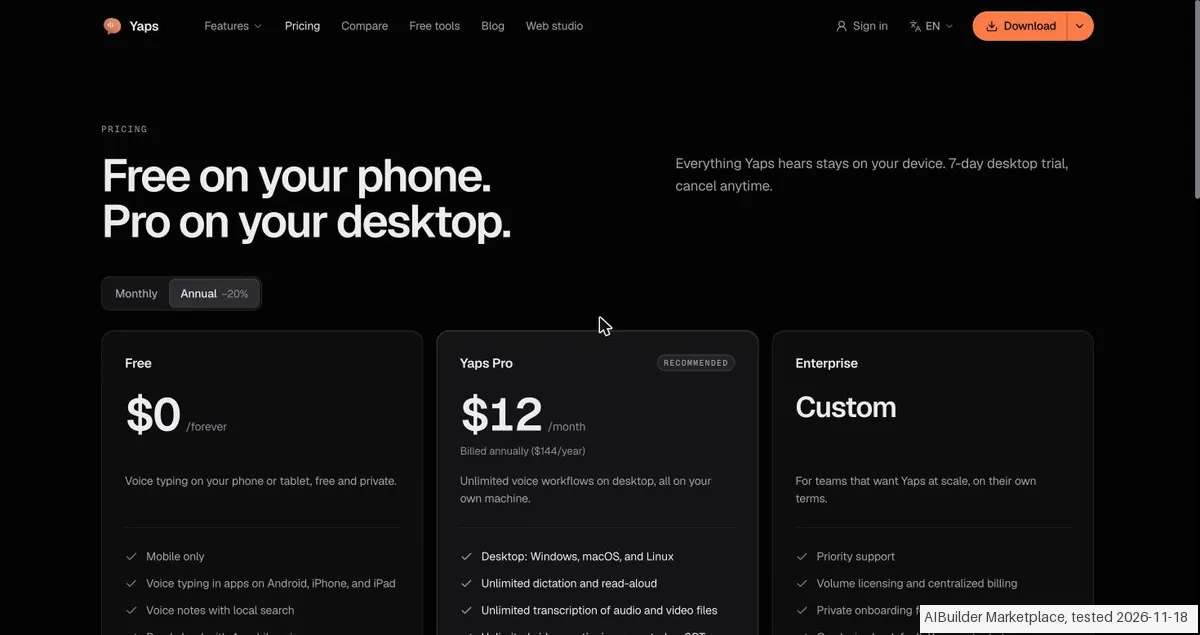 Yaps Features Pricing Compare Free tools Blog Web studio Sign in EN Download
PRICING
Free on your phone.
Pro on your desktop.
Everything Yaps hears stays on your device. 7-day desktop trial,
cancel anytime.
Monthly Annual −20%
Free
$0 /forever
Voice typing on your phone or tablet, free and private.
Mobile only
Voice typing in apps on Android, iPhone, and iPad
Voice notes with local search
Yaps Pro RECOMMENDED
$12 /month
Billed annually ($144/year)
Unlimited voice workflows on desktop, all on your
own machine.
Desktop: Windows, macOS, and Linux
Unlimited dictation and read-aloud
Unlimited transcription of audio and video files
Enterprise
Custom
For teams that want Yaps at scale, on their own
terms.
Priority support
Volume licensing and centralized billing
Private onboarding
AIBuilder Marketplace, tested 2026-11-18